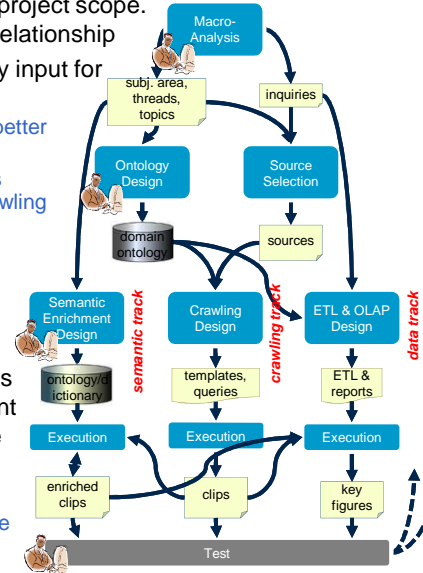 project scope.
elationship
y input for
etter
s
wling
s
nt
e
e
Macro-
Analysis
subj. area,
threads,
topics
inquiries
Ontology
Design
Source
Selection
domain
ontology
sources
Semantic
Enrichment
Design
semantic track
Crawling
Design
crawling track
ETL & OLAP
Design
data track
ontology/d
ictionary
templates,
queries
ETL &
reports
Execution
Execution
Execution
enriched
clips
clips
key
figures
Test